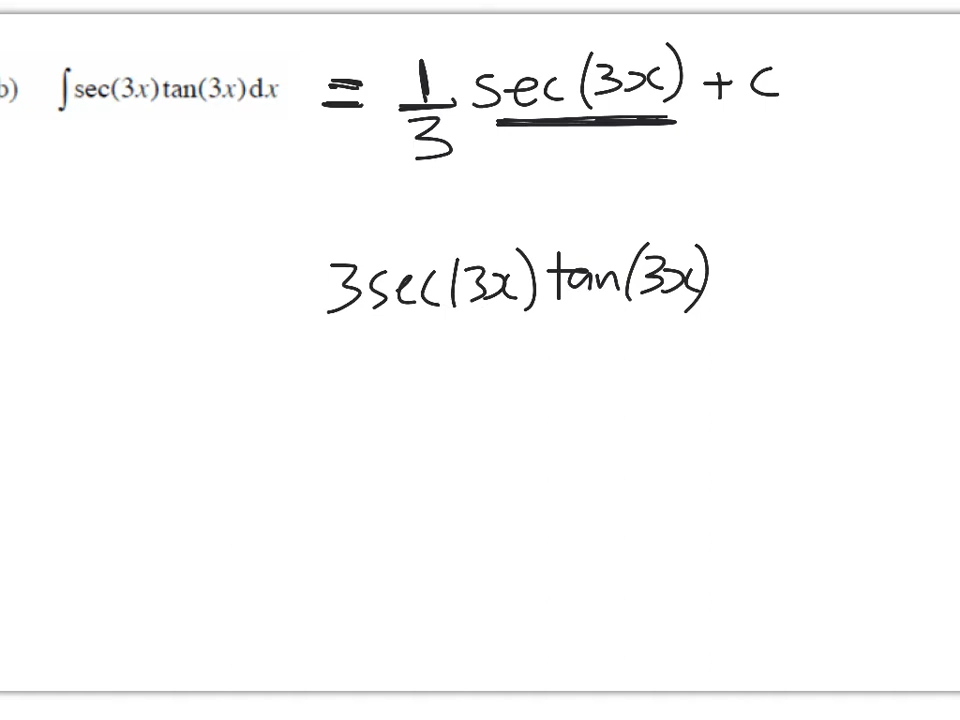 b) ∫sec(3x)tan(3x)dx = 1/3 sec(3x) + c
3sec(3x)tan(3x)